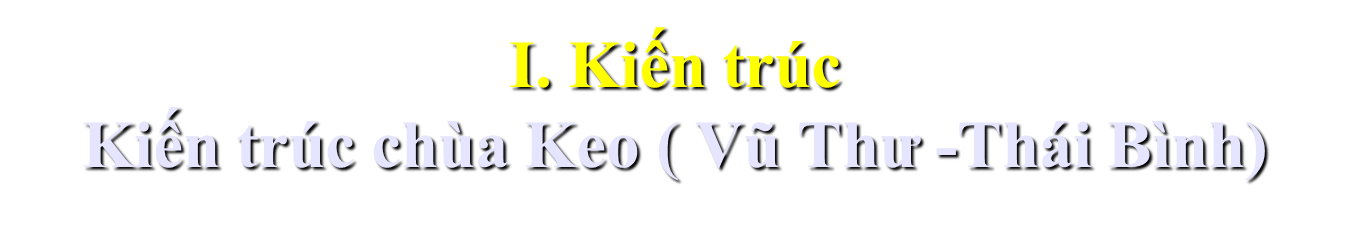 I. Kiến trúc
Kiến trúc chùa Keo ( Vũ Thư -Thái Bình)